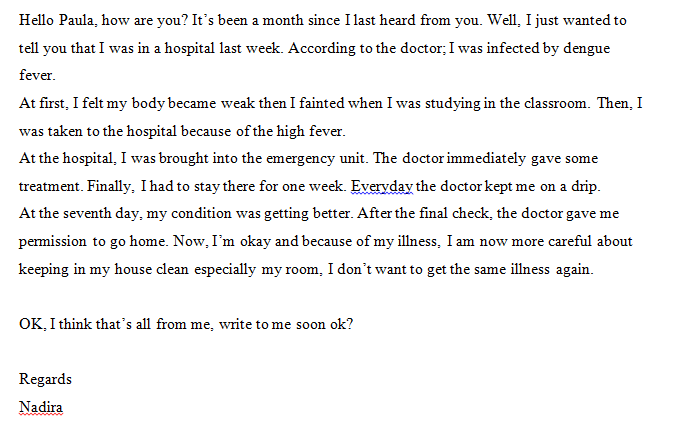 Hello Paula, how are you? It’s been a month since I last heard from you. Well, I just wanted to
tell you that I was in a hospital last week. According to the doctor; I was infected by dengue
fever.
At first, I felt my body became weak then I fainted when I was studying in the classroom. Then, I
was taken to the hospital because of the high fever.
At the hospital, I was brought into the emergency unit. The doctor immediately gave some
treatment. Finally, I had to stay there for one week. Everyday the doctor kept me on a drip.
At the seventh day, my condition was getting better. After the final check, the doctor gave me
permission to go home. Now, I’m okay and because of my illness, I am now more careful about
keeping in my house clean especially my room, I don’t want to get the same illness again.
OK, I think that’s all from me, write to me soon ok?
Regards
Nadira